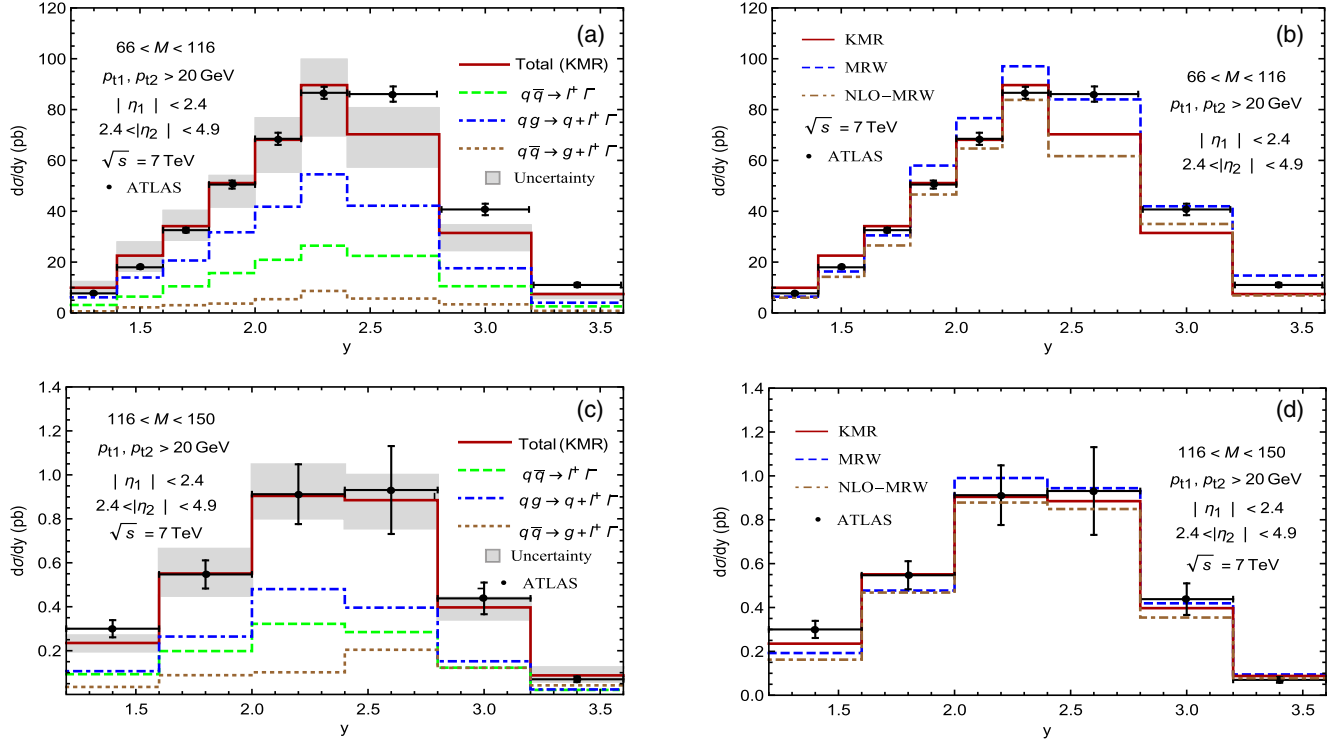 (a)
66 < M < 116
p_t1, p_t2 > 20 GeV
| η1 | < 2.4
2.4 <|η2 | < 4.9
√s = 7 TeV
ATLAS
Total (KMR)
q q̄ → l⁺ l⁻
q g → q + l⁺ l⁻
q q̄ → g + l⁺ l⁻
Uncertainty
dσ/dy (pb)
120
100
80
60
40
20
0
1.5 2.0 2.5 3.0 3.5
y
(b)
KMR
MRW
NLO−MRW
√s = 7 TeV
ATLAS
66 < M < 116
p_t1, p_t2 > 20 GeV
| η1 | < 2.4
2.4 <|η2 | < 4.9
dσ/dy (pb)
120
100
80
60
40
20
0
1.5 2.0 2.5 3.0 3.5
y
(c)
116 < M < 150
p_t1, p_t2 > 20 GeV
| η1 | < 2.4
2.4 <|η2 | < 4.9
√s = 7 TeV
Total (KMR)
q q̄ → l⁺ l⁻
q g → q + l⁺ l⁻
q q̄ → g + l⁺ l⁻
Uncertainty
ATLAS
dσ/dy (pb)
1.4
1.2
1.0
0.8
0.6
0.4
0.2
1.5 2.0 2.5 3.0 3.5
y
(d)
KMR
MRW
NLO−MRW
ATLAS
116 < M < 150
p_t1, p_t2 > 20 GeV
| η1 | < 2.4
2.4 <|η2 | < 4.9
√s = 7 TeV
dσ/dy (pb)
1.4
1.2
1.0
0.8
0.6
0.4
0.2
0.0
1.5 2.0 2.5 3.0 3.5
y